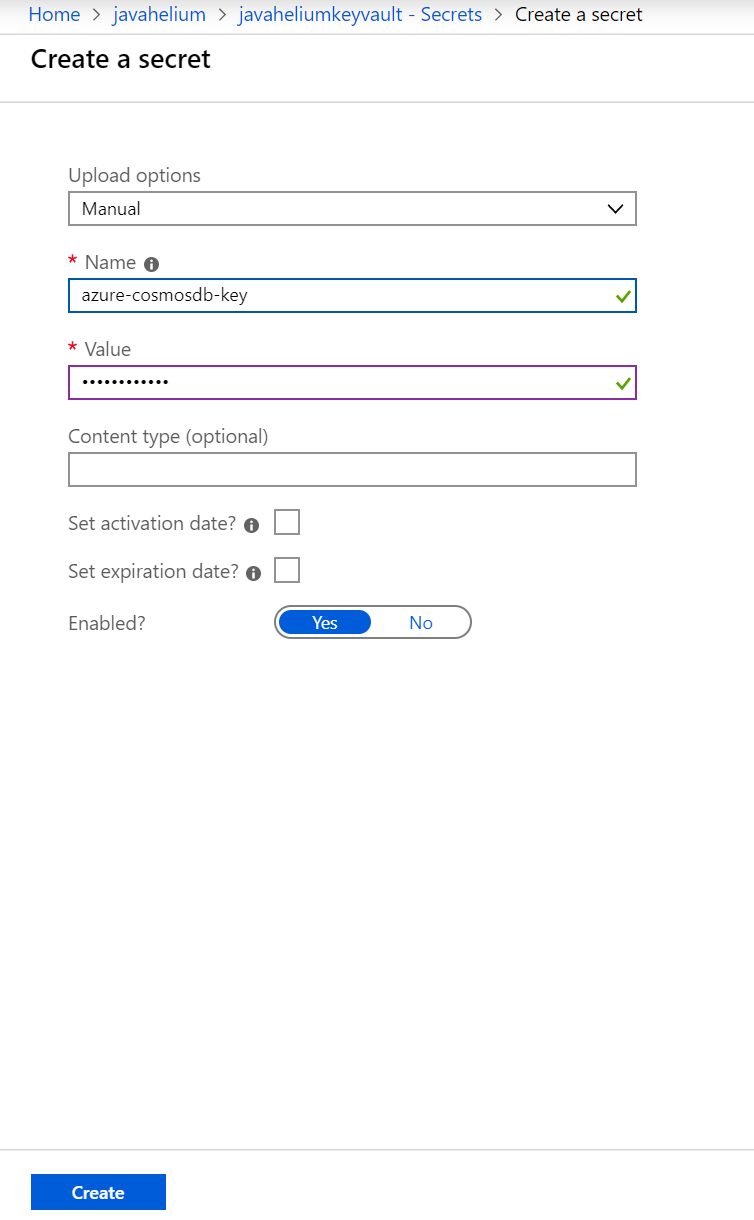 Home > javahelium > javaheliumkeyvault - Secrets > Create a secret
Create a secret
Upload options
Manual
* Name
azure-cosmosdb-key
* Value
••••••••••••
Content type (optional)
Set activation date?
Set expiration date?
Enabled? Yes No
Create